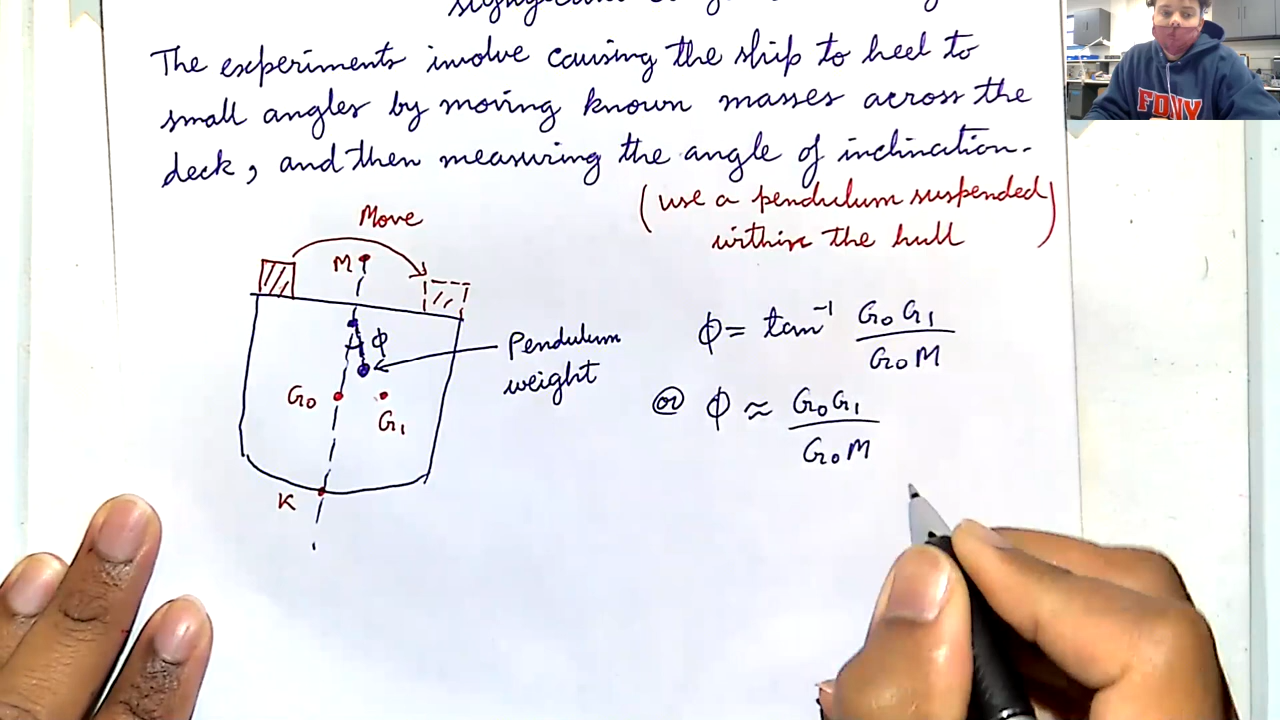 The experiments involve causing the ship to heel to
small angles by moving known masses across the
deck, and then measuring the angle of inclination.
(use a pendulum suspended
within the hull)
Move
M
ϕ
Pendulum
weight
G₀
G₁
K
ϕ = tan⁻¹ G₀G₁ / G₀M
or ϕ ≈ G₀G₁ / G₀M
FDNY